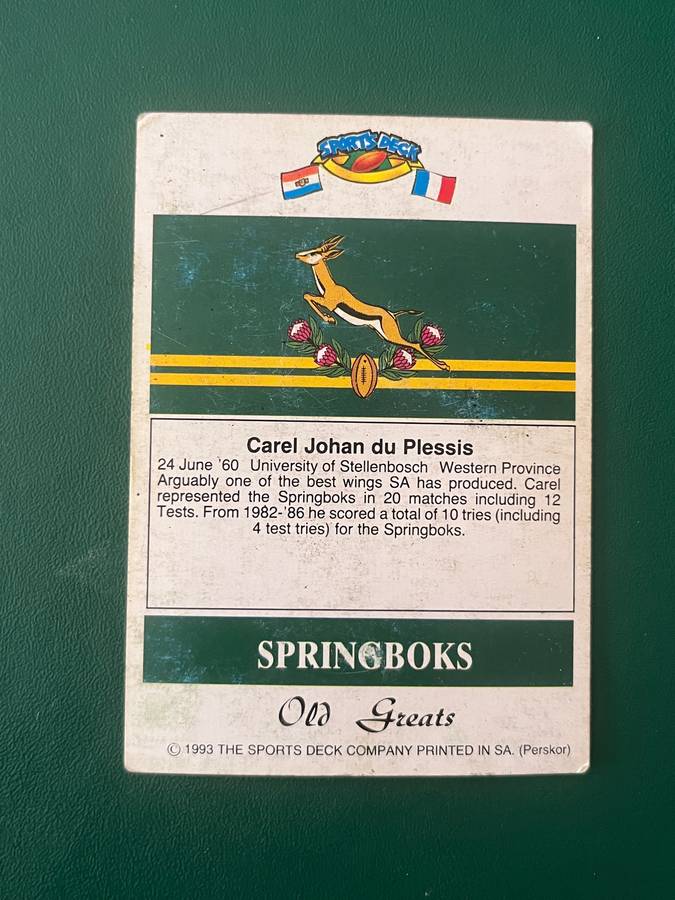 SPORTS DECK
Carel Johan du Plessis
24 June '60 University of Stellenbosch Western Province
Arguably one of the best wings SA has produced. Carel
represented the Springboks in 20 matches including 12
Tests. From 1982-'86 he scored a total of 10 tries (including
4 test tries) for the Springboks.
SPRINGBOKS
Old Greats
© 1993 THE SPORTS DECK COMPANY PRINTED IN SA. (Perskor)